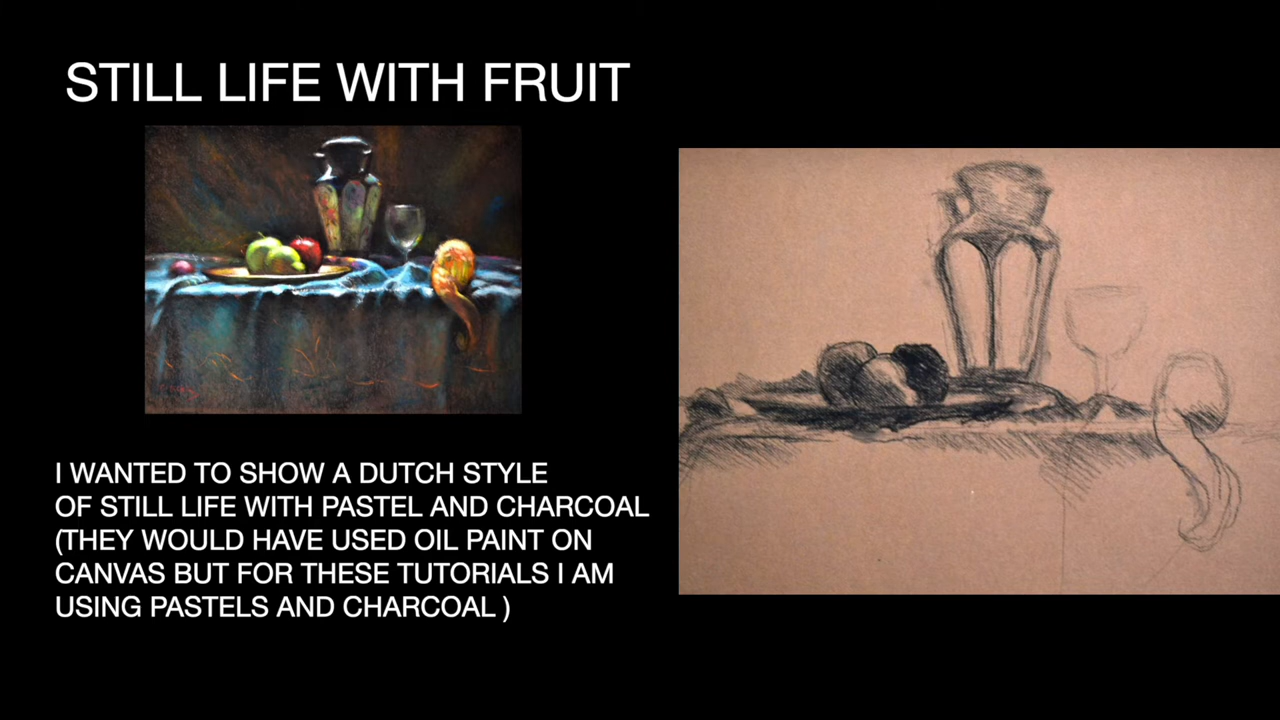 STILL LIFE WITH FRUIT
I WANTED TO SHOW A DUTCH STYLE
OF STILL LIFE WITH PASTEL AND CHARCOAL
(THEY WOULD HAVE USED OIL PAINT ON
CANVAS BUT FOR THESE TUTORIALS I AM
USING PASTELS AND CHARCOAL )